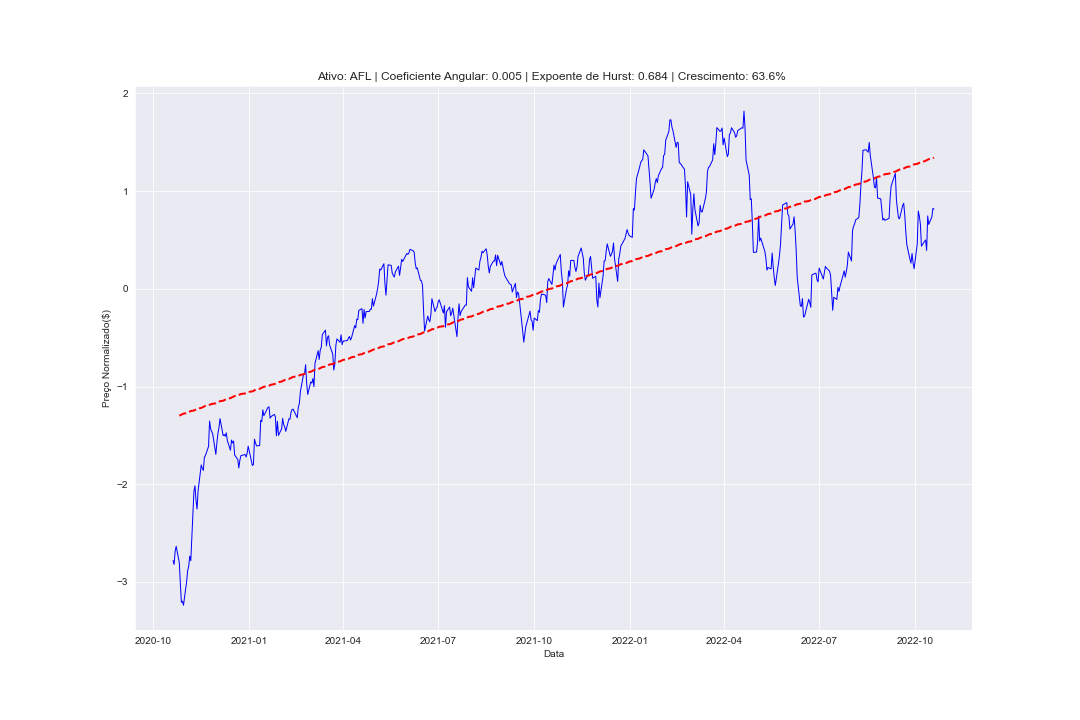 Ativo: AFL | Coeficiente Angular: 0.005 | Expoente de Hurst: 0.684 | Crescimento: 63.6%
2
1
0
−1
−2
−3
Preço Normalizado($)
2020-10 2021-01 2021-04 2021-07 2021-10 2022-01 2022-04 2022-07 2022-10
Data